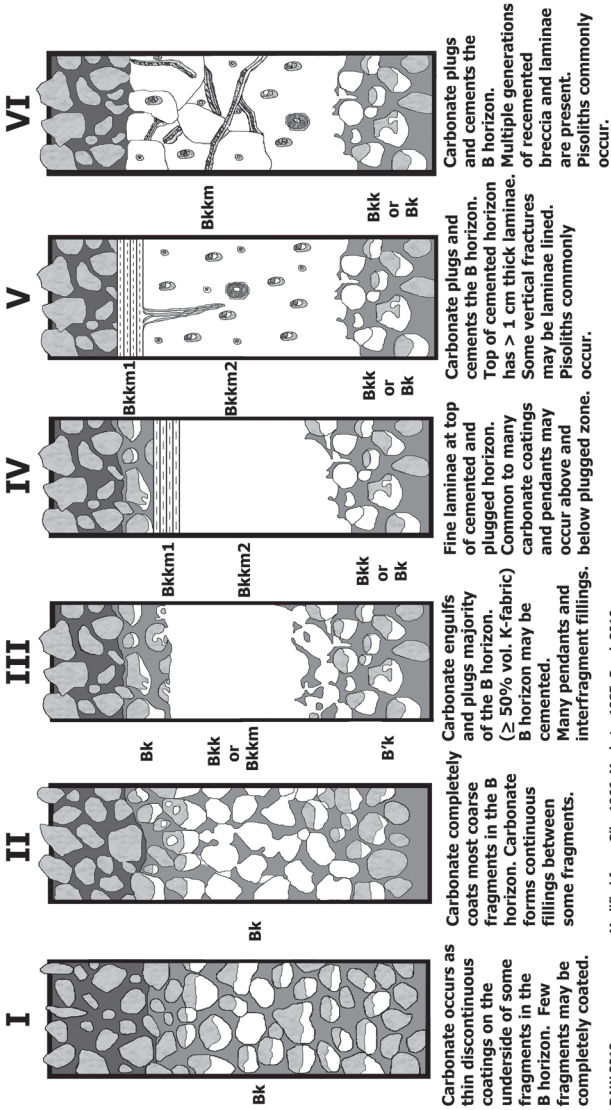 I
Bk
Carbonate occurs as
thin discontinuous
coatings on the
underside of some
fragments in the
B horizon. Few
fragments may be
completely coated.
II
Bk
Carbonate completely
coats most coarse
fragments in the B
horizon. Carbonate
forms continuous
fillings between
some fragments.
III
Bk
Bkk
or
Bkkm
B'k
Carbonate engulfs
and plugs majority
of the B horizon.
(≥ 50% vol. K-fabric)
B horizon may be
cemented.
Many pendants and
interfragment fillings.
IV
Bkkm1
Bkkm2
Bkk
or
Bk
Fine laminae at top
of cemented and
plugged horizon.
Common to many
carbonate coatings
and pendants may
occur above and
below plugged zone.
V
Bkkm1
Bkkm2
Bkk
or
Bk
Carbonate plugs and
cements the B horizon.
Top of cemented horizon
has > 1 cm thick laminae.
Some vertical fractures
may be laminae lined.
Pisoliths commonly
occur.
VI
Bkkm
Bkk
or
Bk
Carbonate plugs
and cements the
B horizon.
Multiple generations
of recemented
breccia and laminae
are present.
Pisoliths commonly
occur.